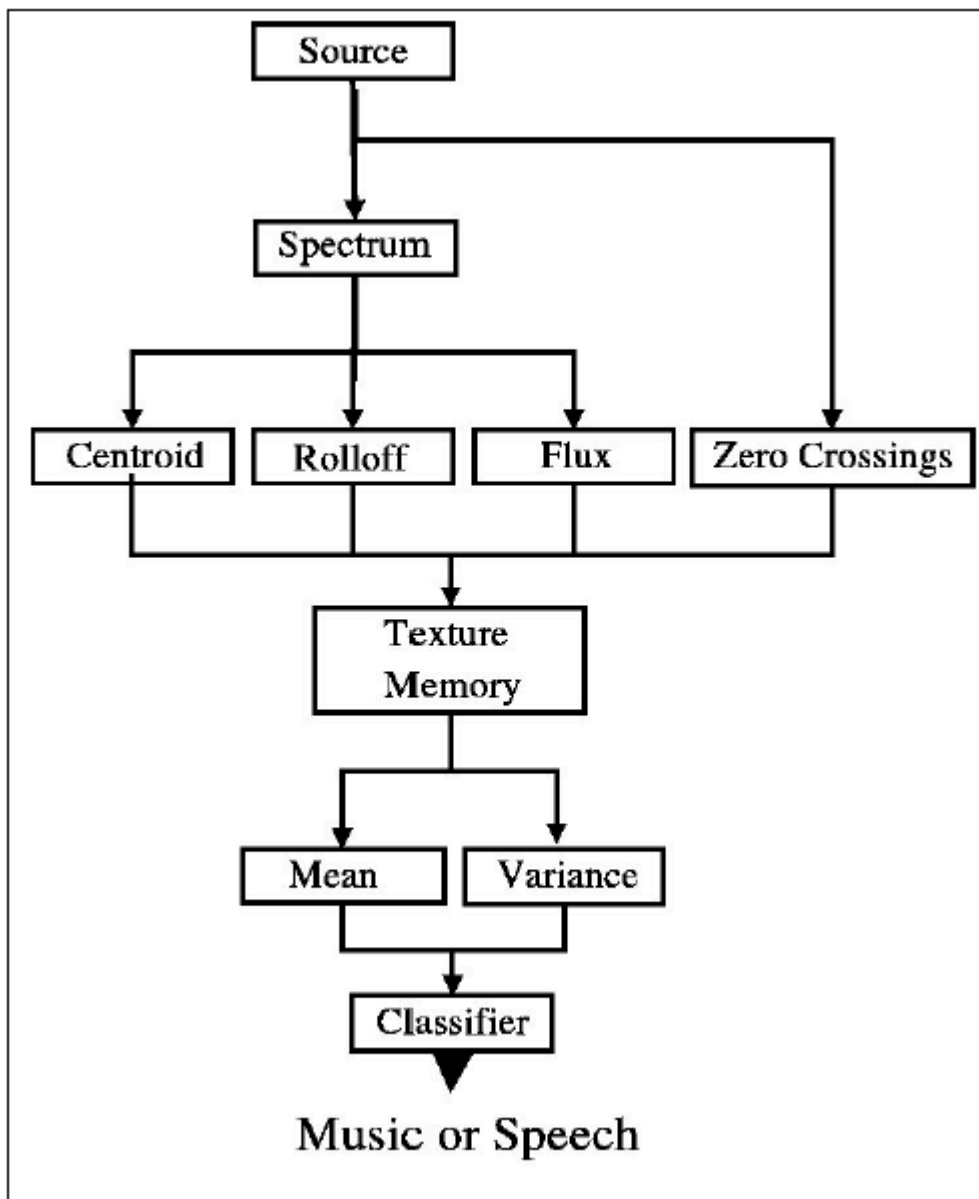 Source
Spectrum
Centroid
Rolloff
Flux
Zero Crossings
Texture
Memory
Mean
Variance
Classifier
Music or Speech